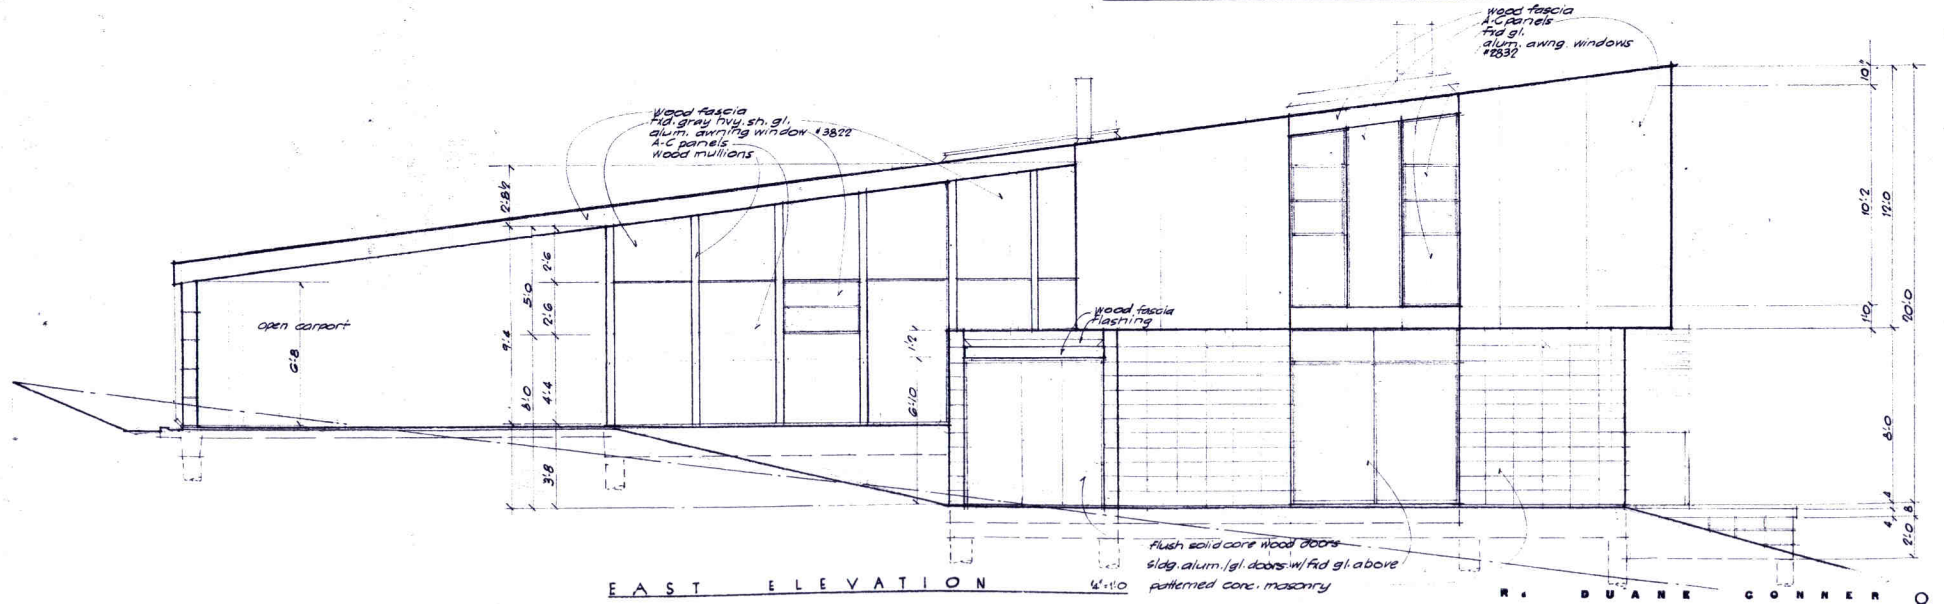 wood fascia
A-C panels
fxd gl.
alum. awng. windows
#2832
wood fascia
fxd. gray hvy. sh. gl.
alum. awning window #3822
A-C panels
wood mullions
10"
10'-2
12'-0
1'-0
20'-0
8'-0
4
4
8
2'-0
2'-8½
2'-6
5'-0
2'-6
9'-4
8'-0
4'-4
3'-8
open carport
6'-8
wood fascia
flashing
1'-2
6'-10
flush solid core wood doors
sldg. alum./gl. doors w/ fxd gl. above
patterned conc. masonry
EAST ELEVATION
R. DUANE CONNER